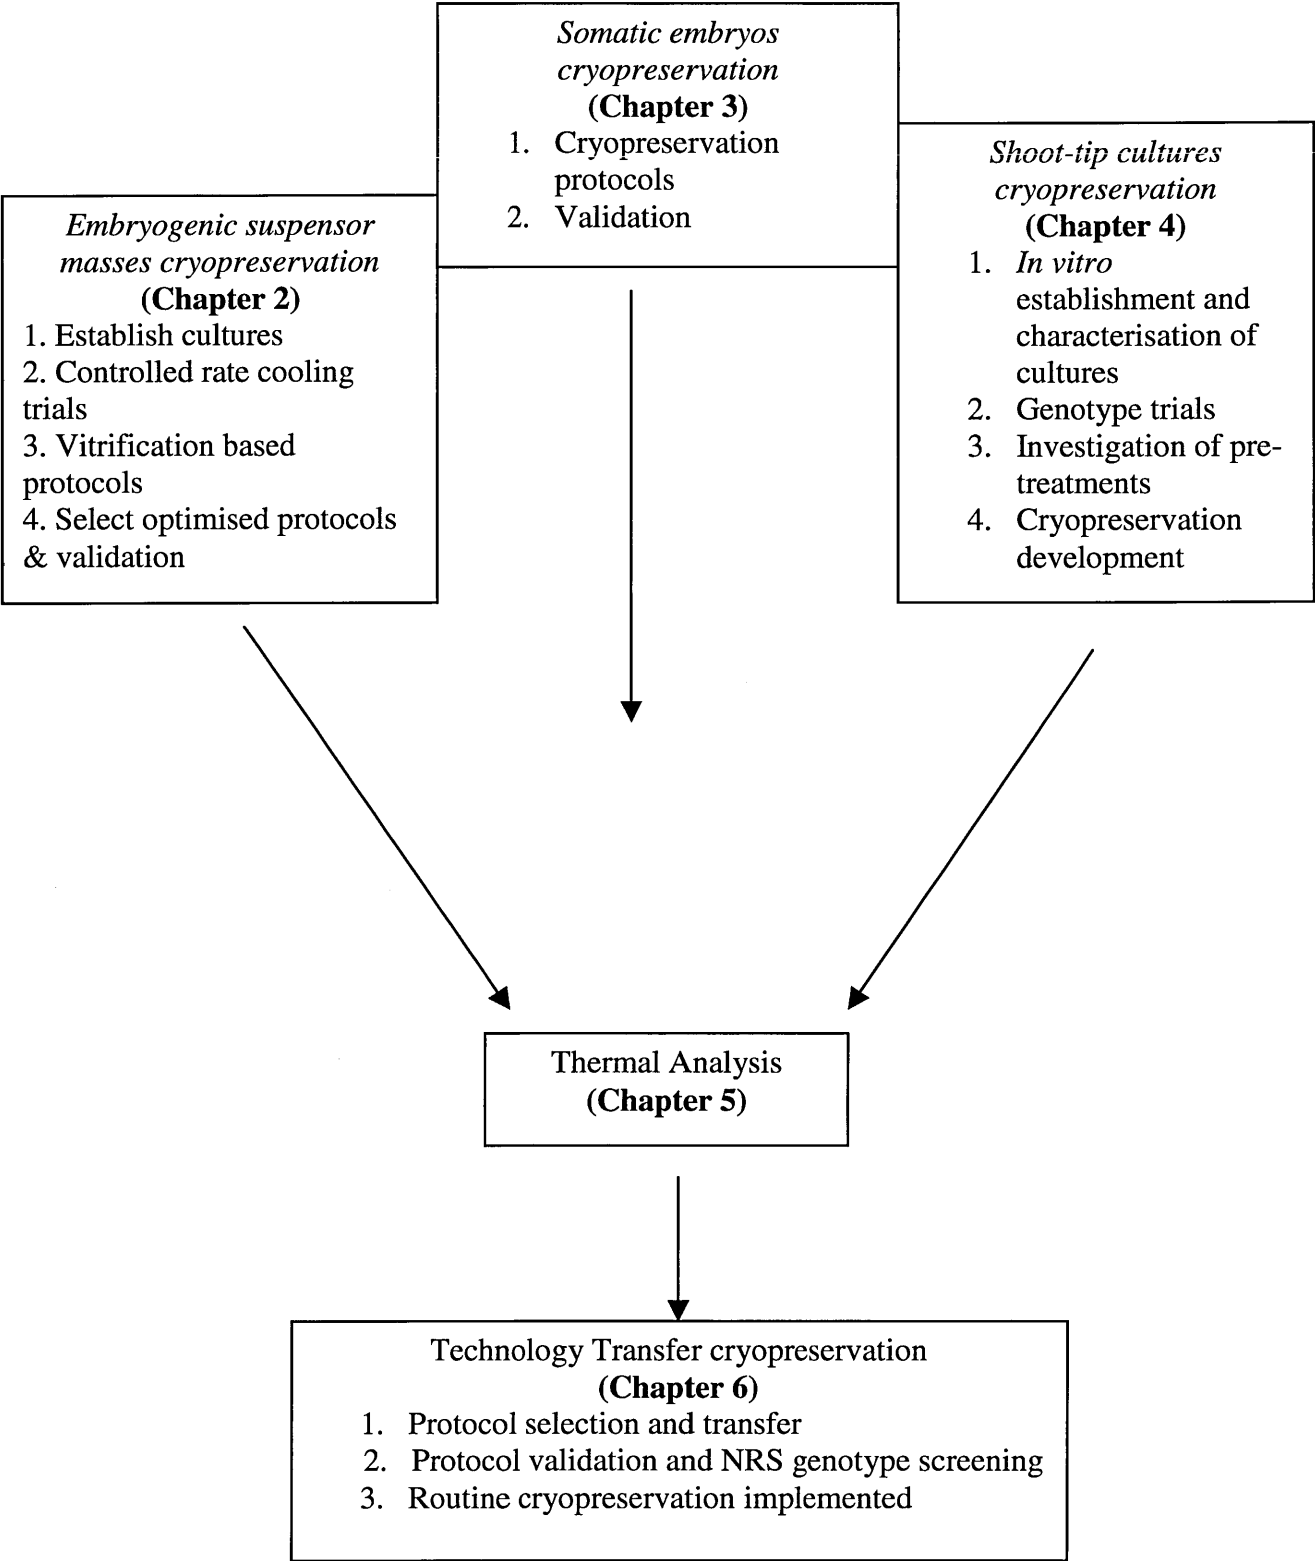 Somatic embryos
cryopreservation
(Chapter 3)
1. Cryopreservation
protocols
2. Validation
Embryogenic suspensor
masses cryopreservation
(Chapter 2)
1. Establish cultures
2. Controlled rate cooling
trials
3. Vitrification based
protocols
4. Select optimised protocols
& validation
Shoot-tip cultures
cryopreservation
(Chapter 4)
1. In vitro
establishment and
characterisation of
cultures
2. Genotype trials
3. Investigation of pre-
treatments
4. Cryopreservation
development
Thermal Analysis
(Chapter 5)
Technology Transfer cryopreservation
(Chapter 6)
1. Protocol selection and transfer
2. Protocol validation and NRS genotype screening
3. Routine cryopreservation implemented